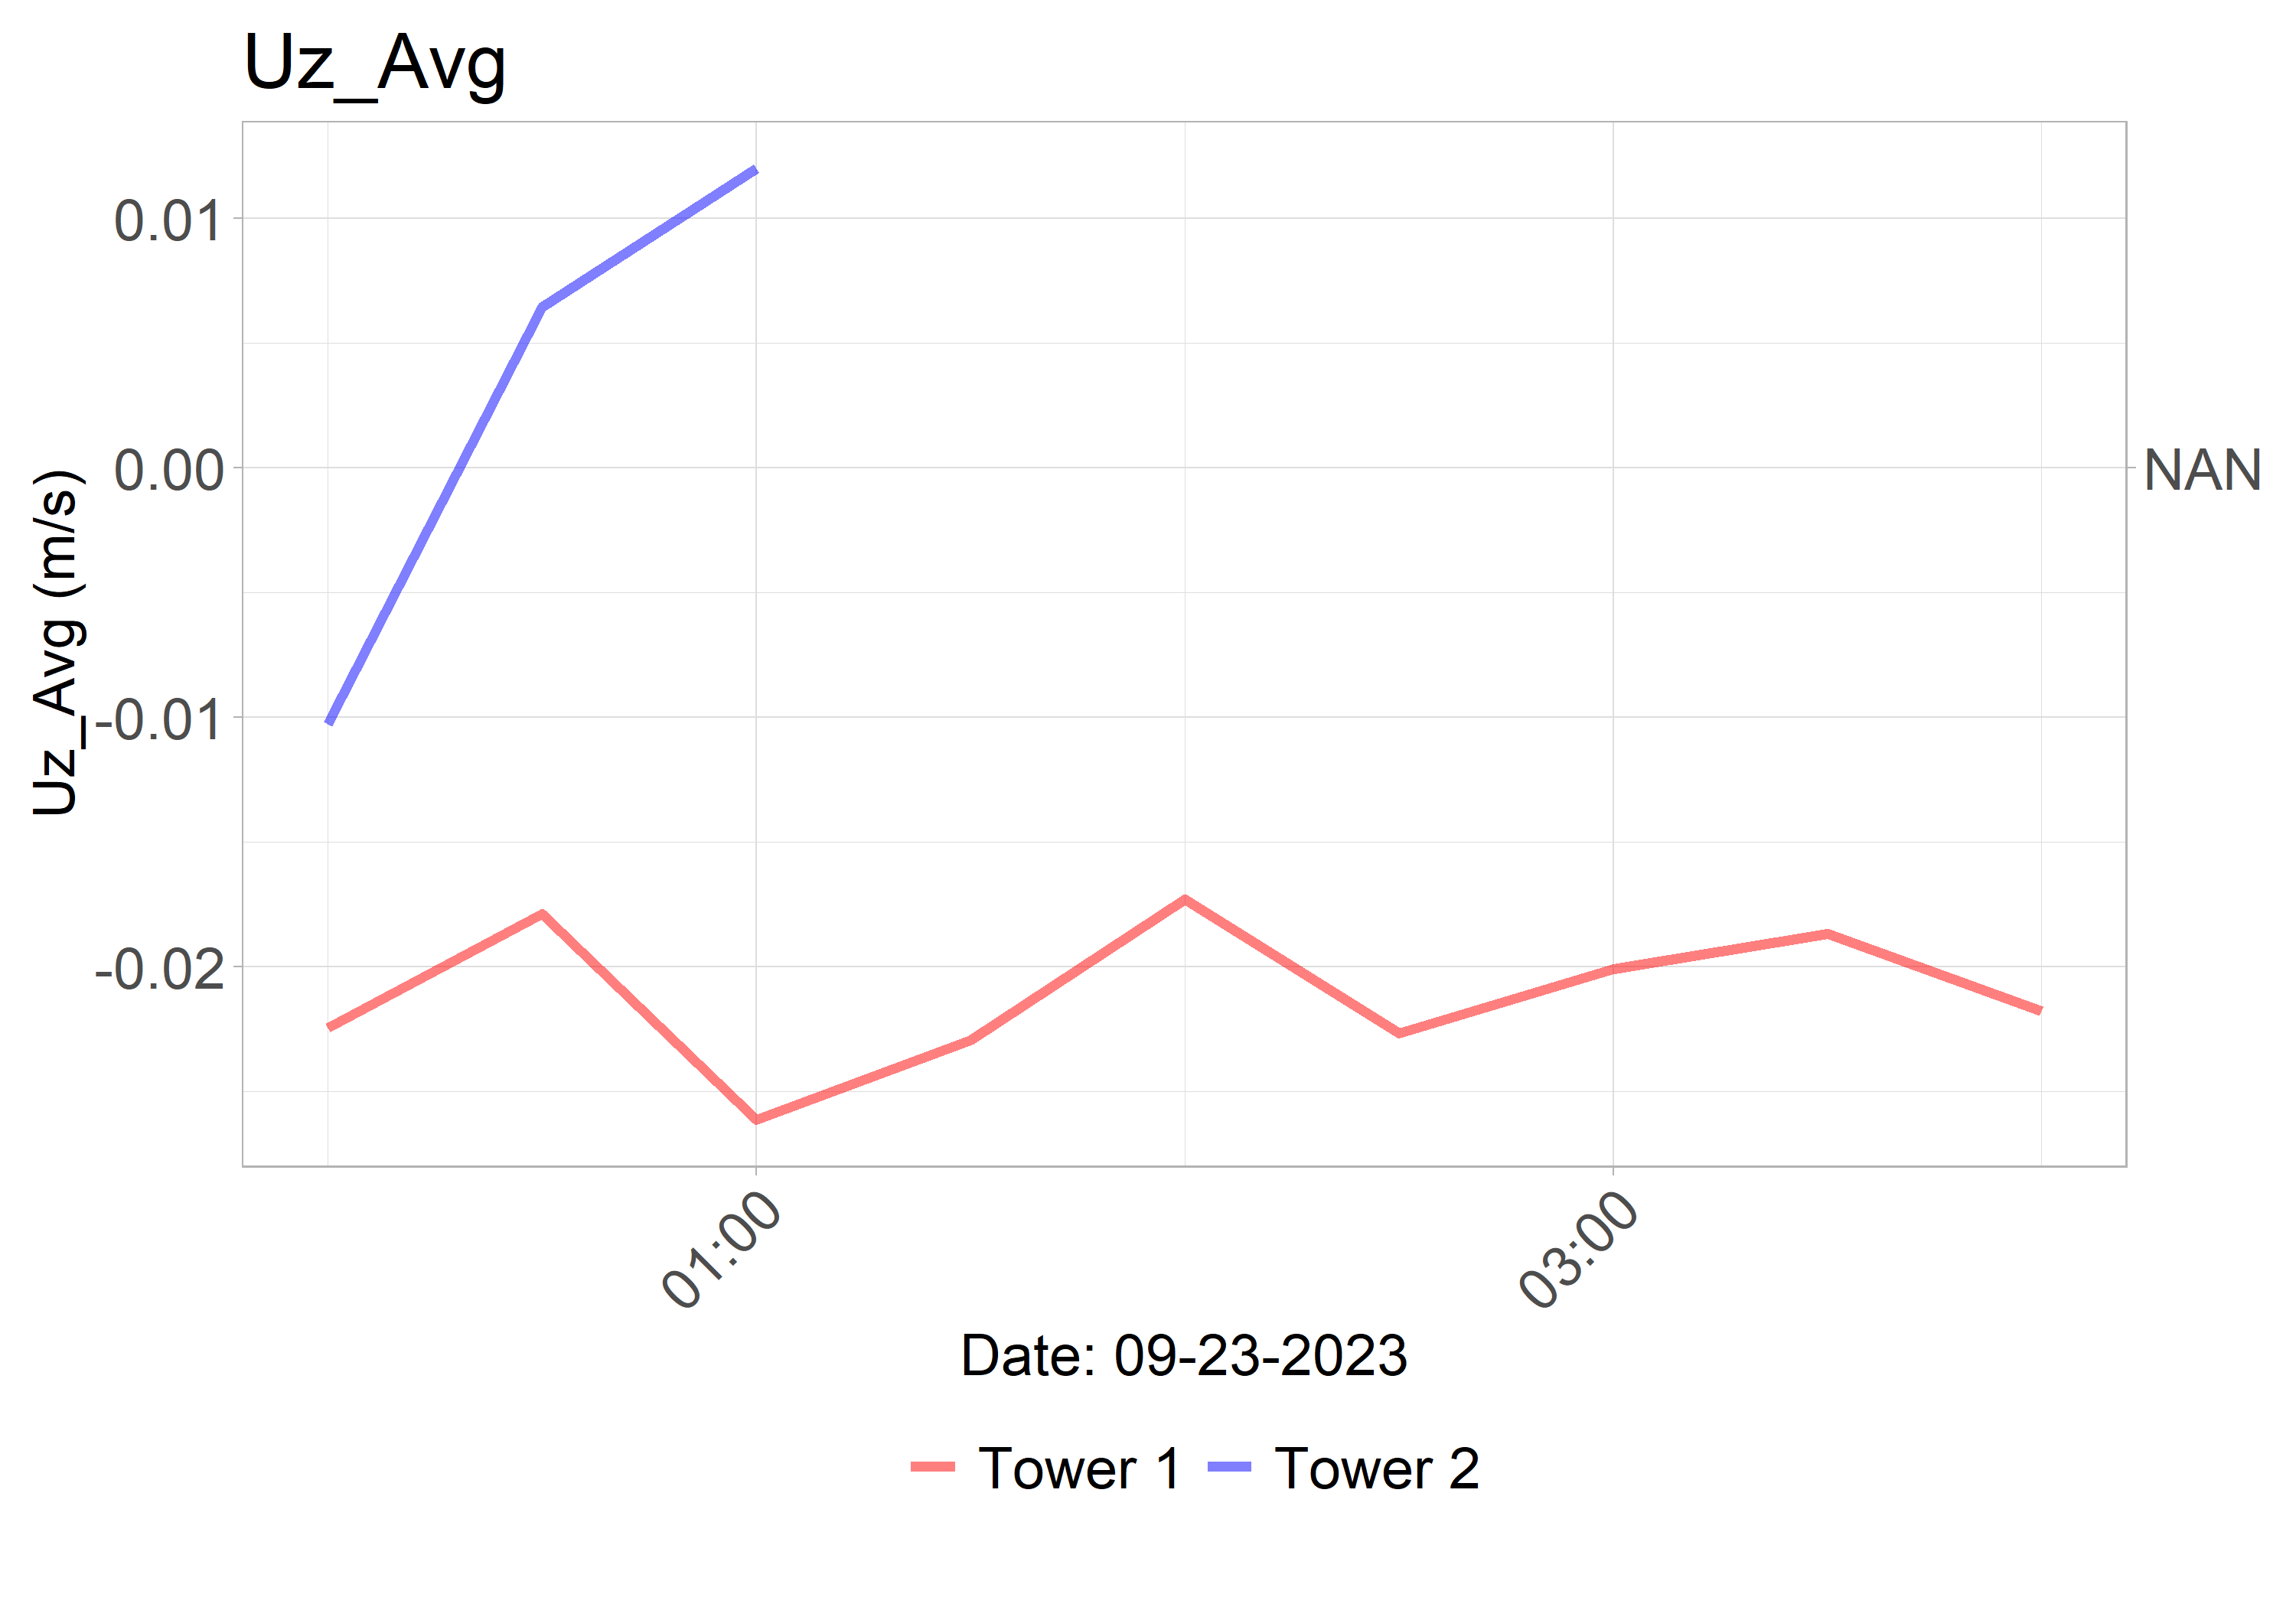 Uz_Avg
Uz_Avg (m/s)
0.01
0.00
-0.01
-0.02
NAN
01:00
03:00
Date: 09-23-2023
Tower 1
Tower 2